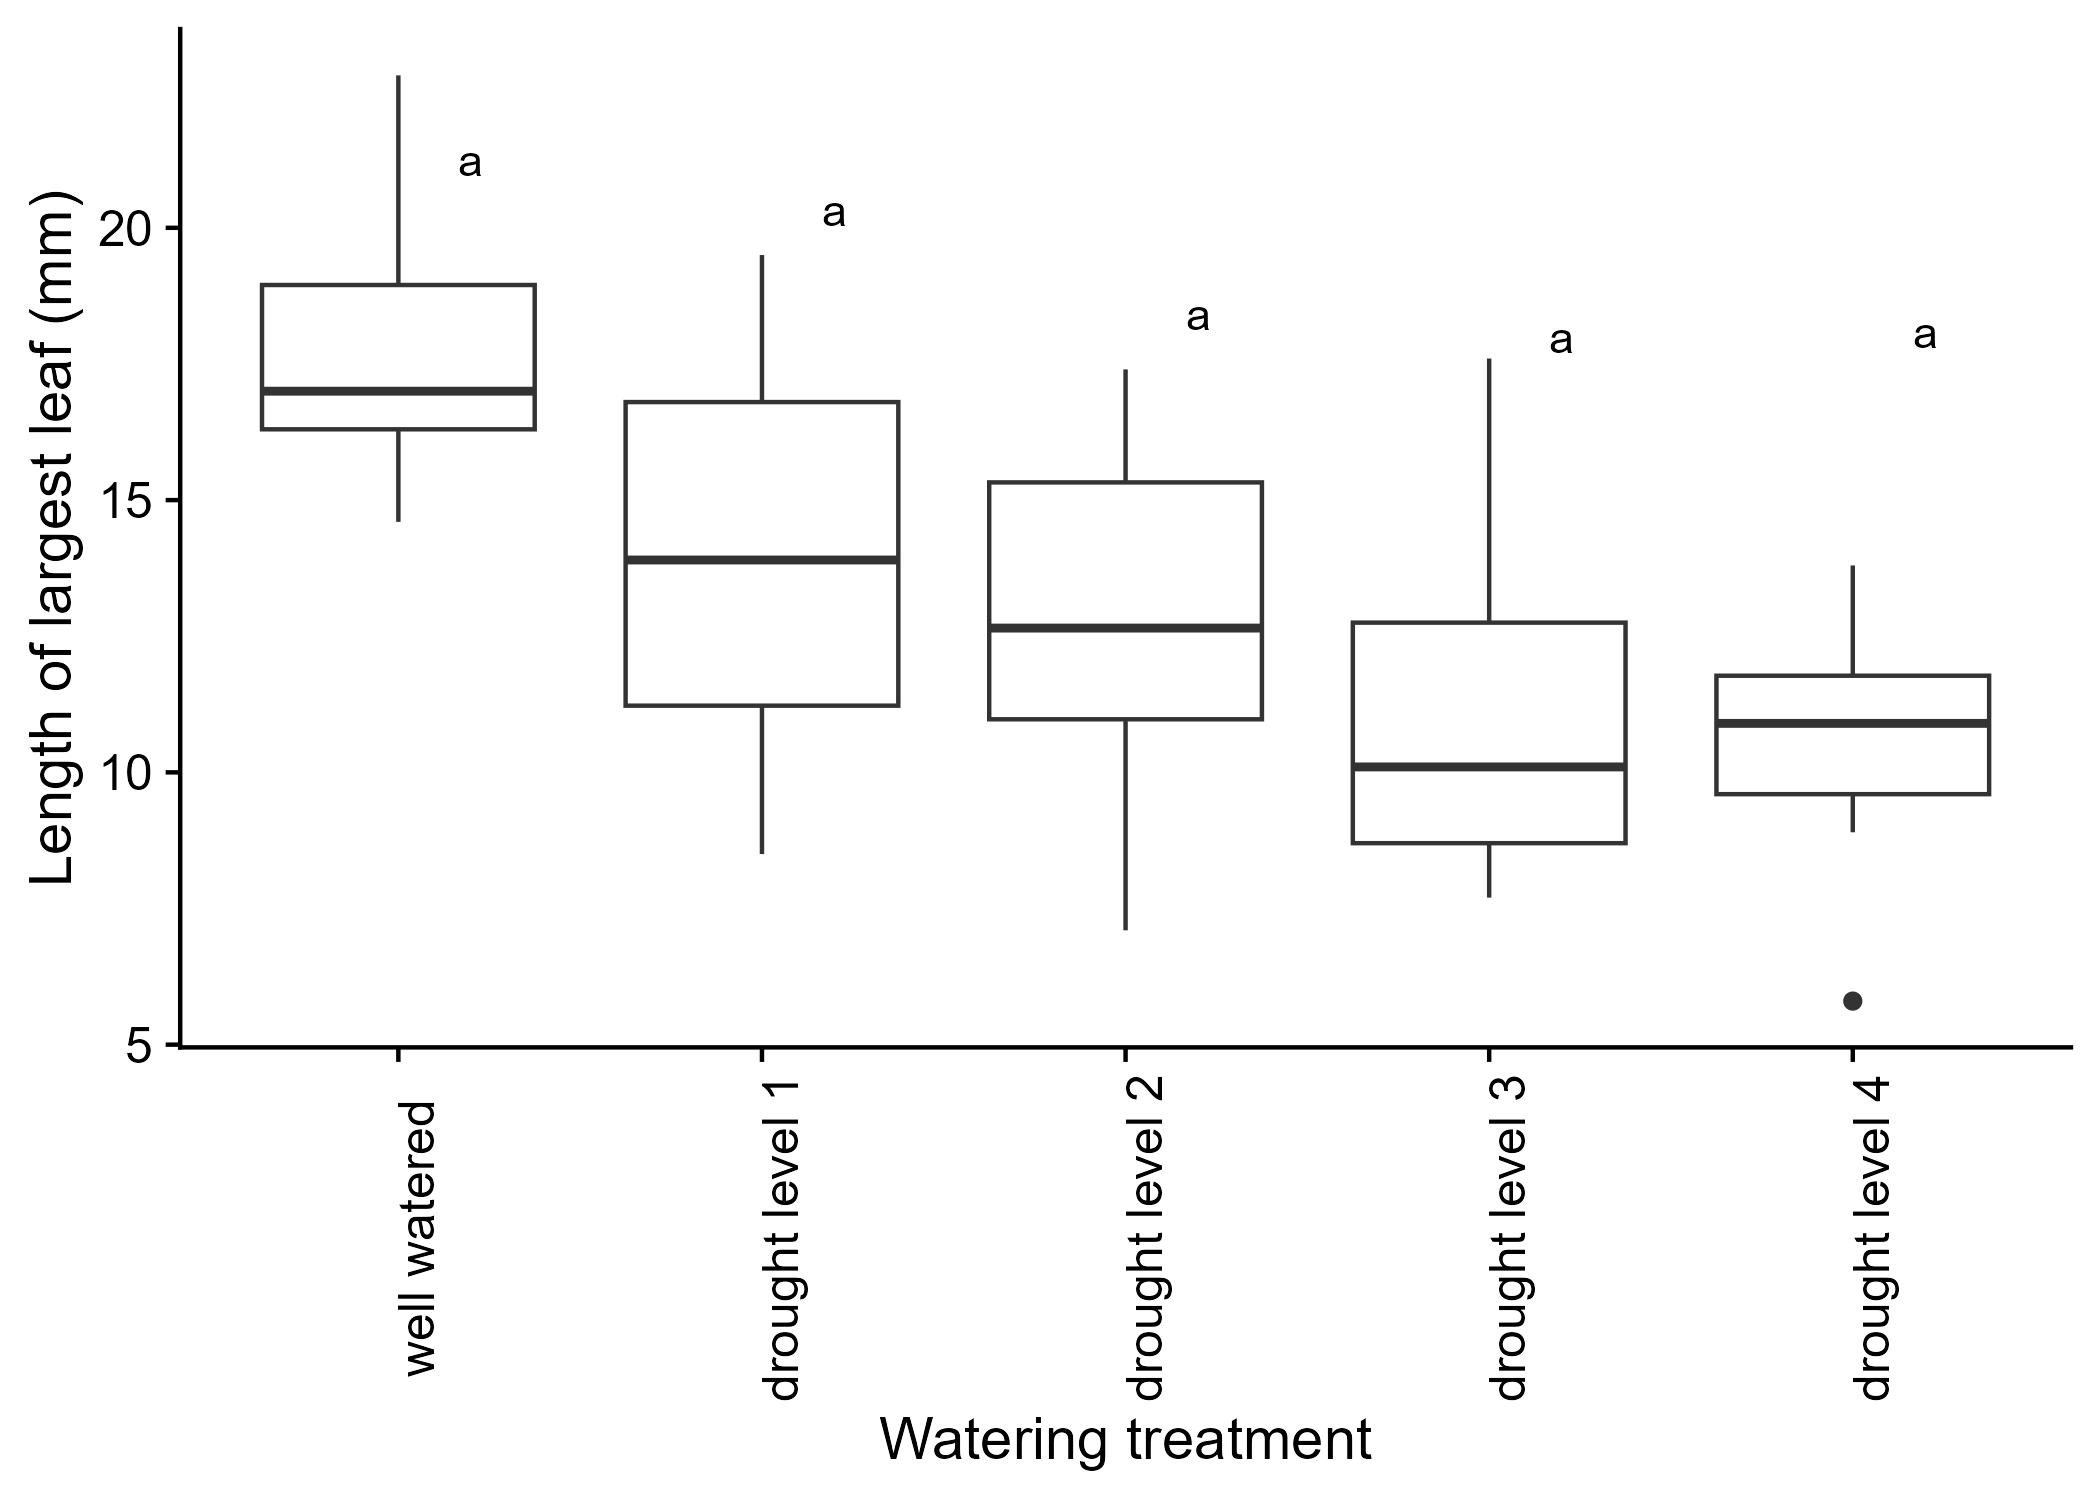 Length of largest leaf (mm)
20
15
10
5
a
a
a
a
a
well watered
drought level 1
drought level 2
drought level 3
drought level 4
Watering treatment